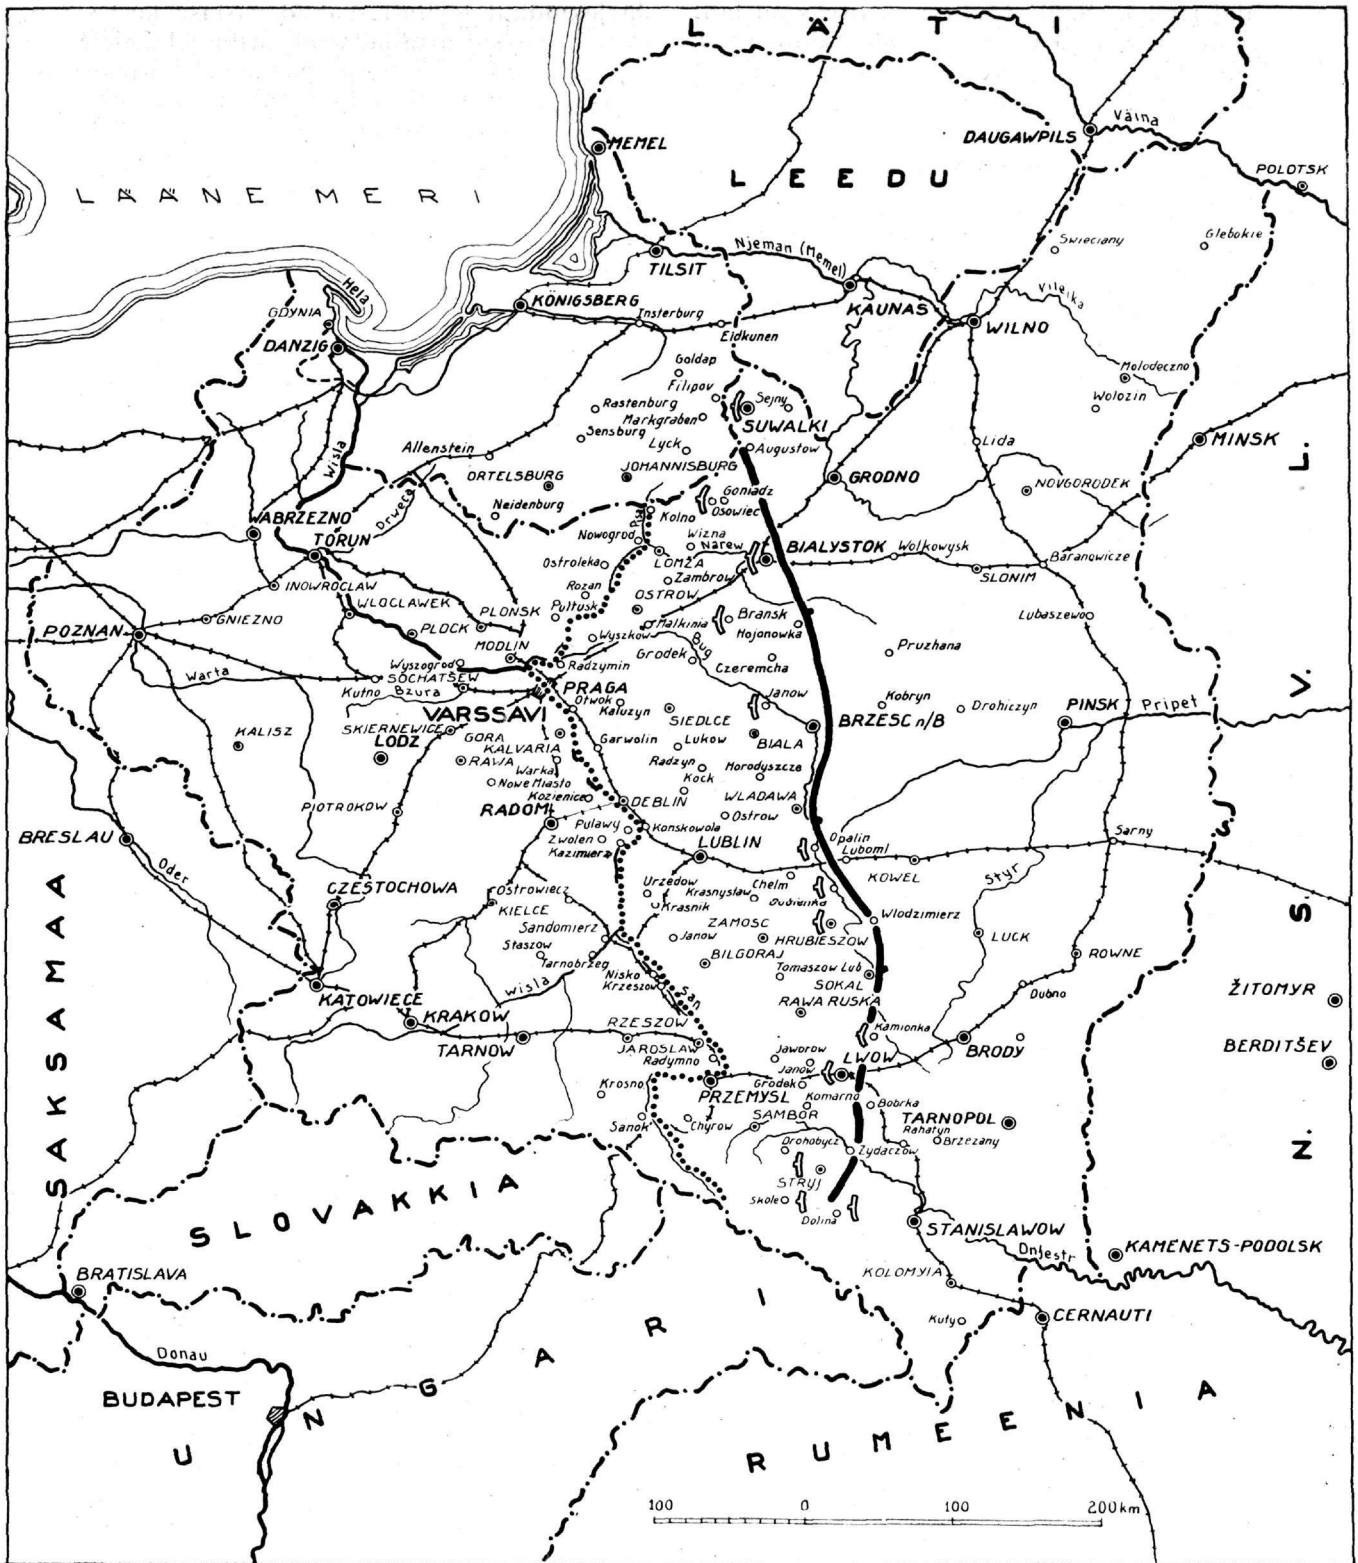 LÄTI
Väina
DAUGAWPILS
MEMEL
LEEDU
POLOTSK
LÄÄNE MERI
Swieciany
Glebokie
Njeman (Memel)
TILSIT
Hela
KÖNIGSBERG
KAUNAS
Vileika
GDYNIA
Insterburg
Eidkunen
WILNO
DANZIG
Goldap
Filipov
Molodeczno
Sejny
Wolozin
Rastenburg
Markgraben
SUWALKI
Sensburg
MINSK
Wisla
Allenstein
Lyck
Augustow
Lida
L.
ORTELSBURG
JOHANNISBURG
GRODNO
NOVGORODEK
Drweca
Goniadz
Osowiec
Neidenburg
Kolno
Pis
WABRZEZNO
TORUN
Nowogrod
Wizna
Narew
BIALYSTOK
Wolkowysk
Baranowicze
LOMZA
Ostroleka
SLONIM
INOWROCLAW
Zambrow
Rozan
WLOCLAWEK
PLONSK
Pultusk
OSTROW
GNIEZNO
PLOCK
Bransk
Lubaszewo
POZNAN
Malkinia
Hojonowka
Wyszkow
Bug
Pruzhana
MODLIN
Grodek
Czeremcha
Wyszogrod
Radzymin
Warta
SOCHATSEW
Kutno
Bzura
PRAGA
Janow
Kobryn
V.
Otwok
Kaluzyn
Drohiczyn
PINSK
Pripet
VARSSAVI
SIEDLCE
BRZESC n/B
SKIERNEWICE
GORA
KALVARIA
KALISZ
LODZ
Garwolin
Lukow
BIALA
RAWA
Warka
Radzyn
Horodyszcze
Nowe Miasto
Kock
Kozienice
DEBLIN
WLADAWA
PIOTROKOW
RADOM
Ostrow
BRESLAU
Pulawy
Konskowola
Opalin
Sarny
Zwolen
LUBLIN
Luboml
Kazimierz
Oder
KOWEL
Styr
Chelm
CZESTOCHOWA
Ostrowiecz
Urzedow
Krasnyslaw
Dubienka
KIELCE
Krasnik
S.
Wlodzimierz
Sandomierz
ZAMOSC
HRUBIESZOW
LUCK
Staszow
Janow
ROWNE
Tarnobrzeg
BILGORAJ
Nisko
Tomaszow Lub
Krzeszow
SOKAL
Dubno
KATOWIECE
Wisla
San
RAWA RUSKA
ŽITOMYR
KRAKOW
RZESZOW
Kamionka
TARNOW
JAROSLAW
BRODY
BERDITŠEV
Radymno
Jaworow
LWOW
Janow
Krosno
Grodek
PRZEMYSL
Komarno
Bobrka
TARNOPOL
SAMBOR
Sanok
Chyrow
Rahatyn
Brzezany
Drohobycz
Zydaczow
N.
STRYJ
SAKSAMAA
Skole
SLOVAKKIA
Dolina
STANISLAWOW
Dnjestr
KAMENETS-PODOLSK
BRATISLAVA
KOLOMYIA
Kuty
CERNAUTI
Donau
BUDAPEST
UNGARI
RUMEENIA
100 0 100 200 km